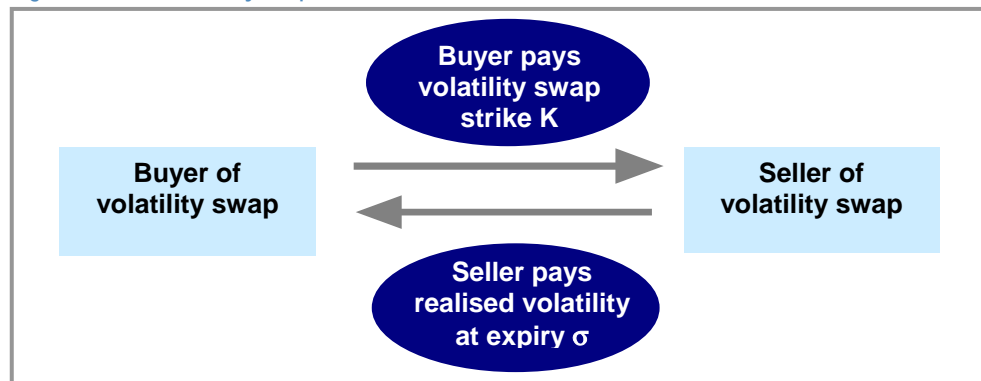 Buyer pays
volatility swap
strike K
Buyer of
volatility swap
Seller of
volatility swap
Seller pays
realised volatility
at expiry σ